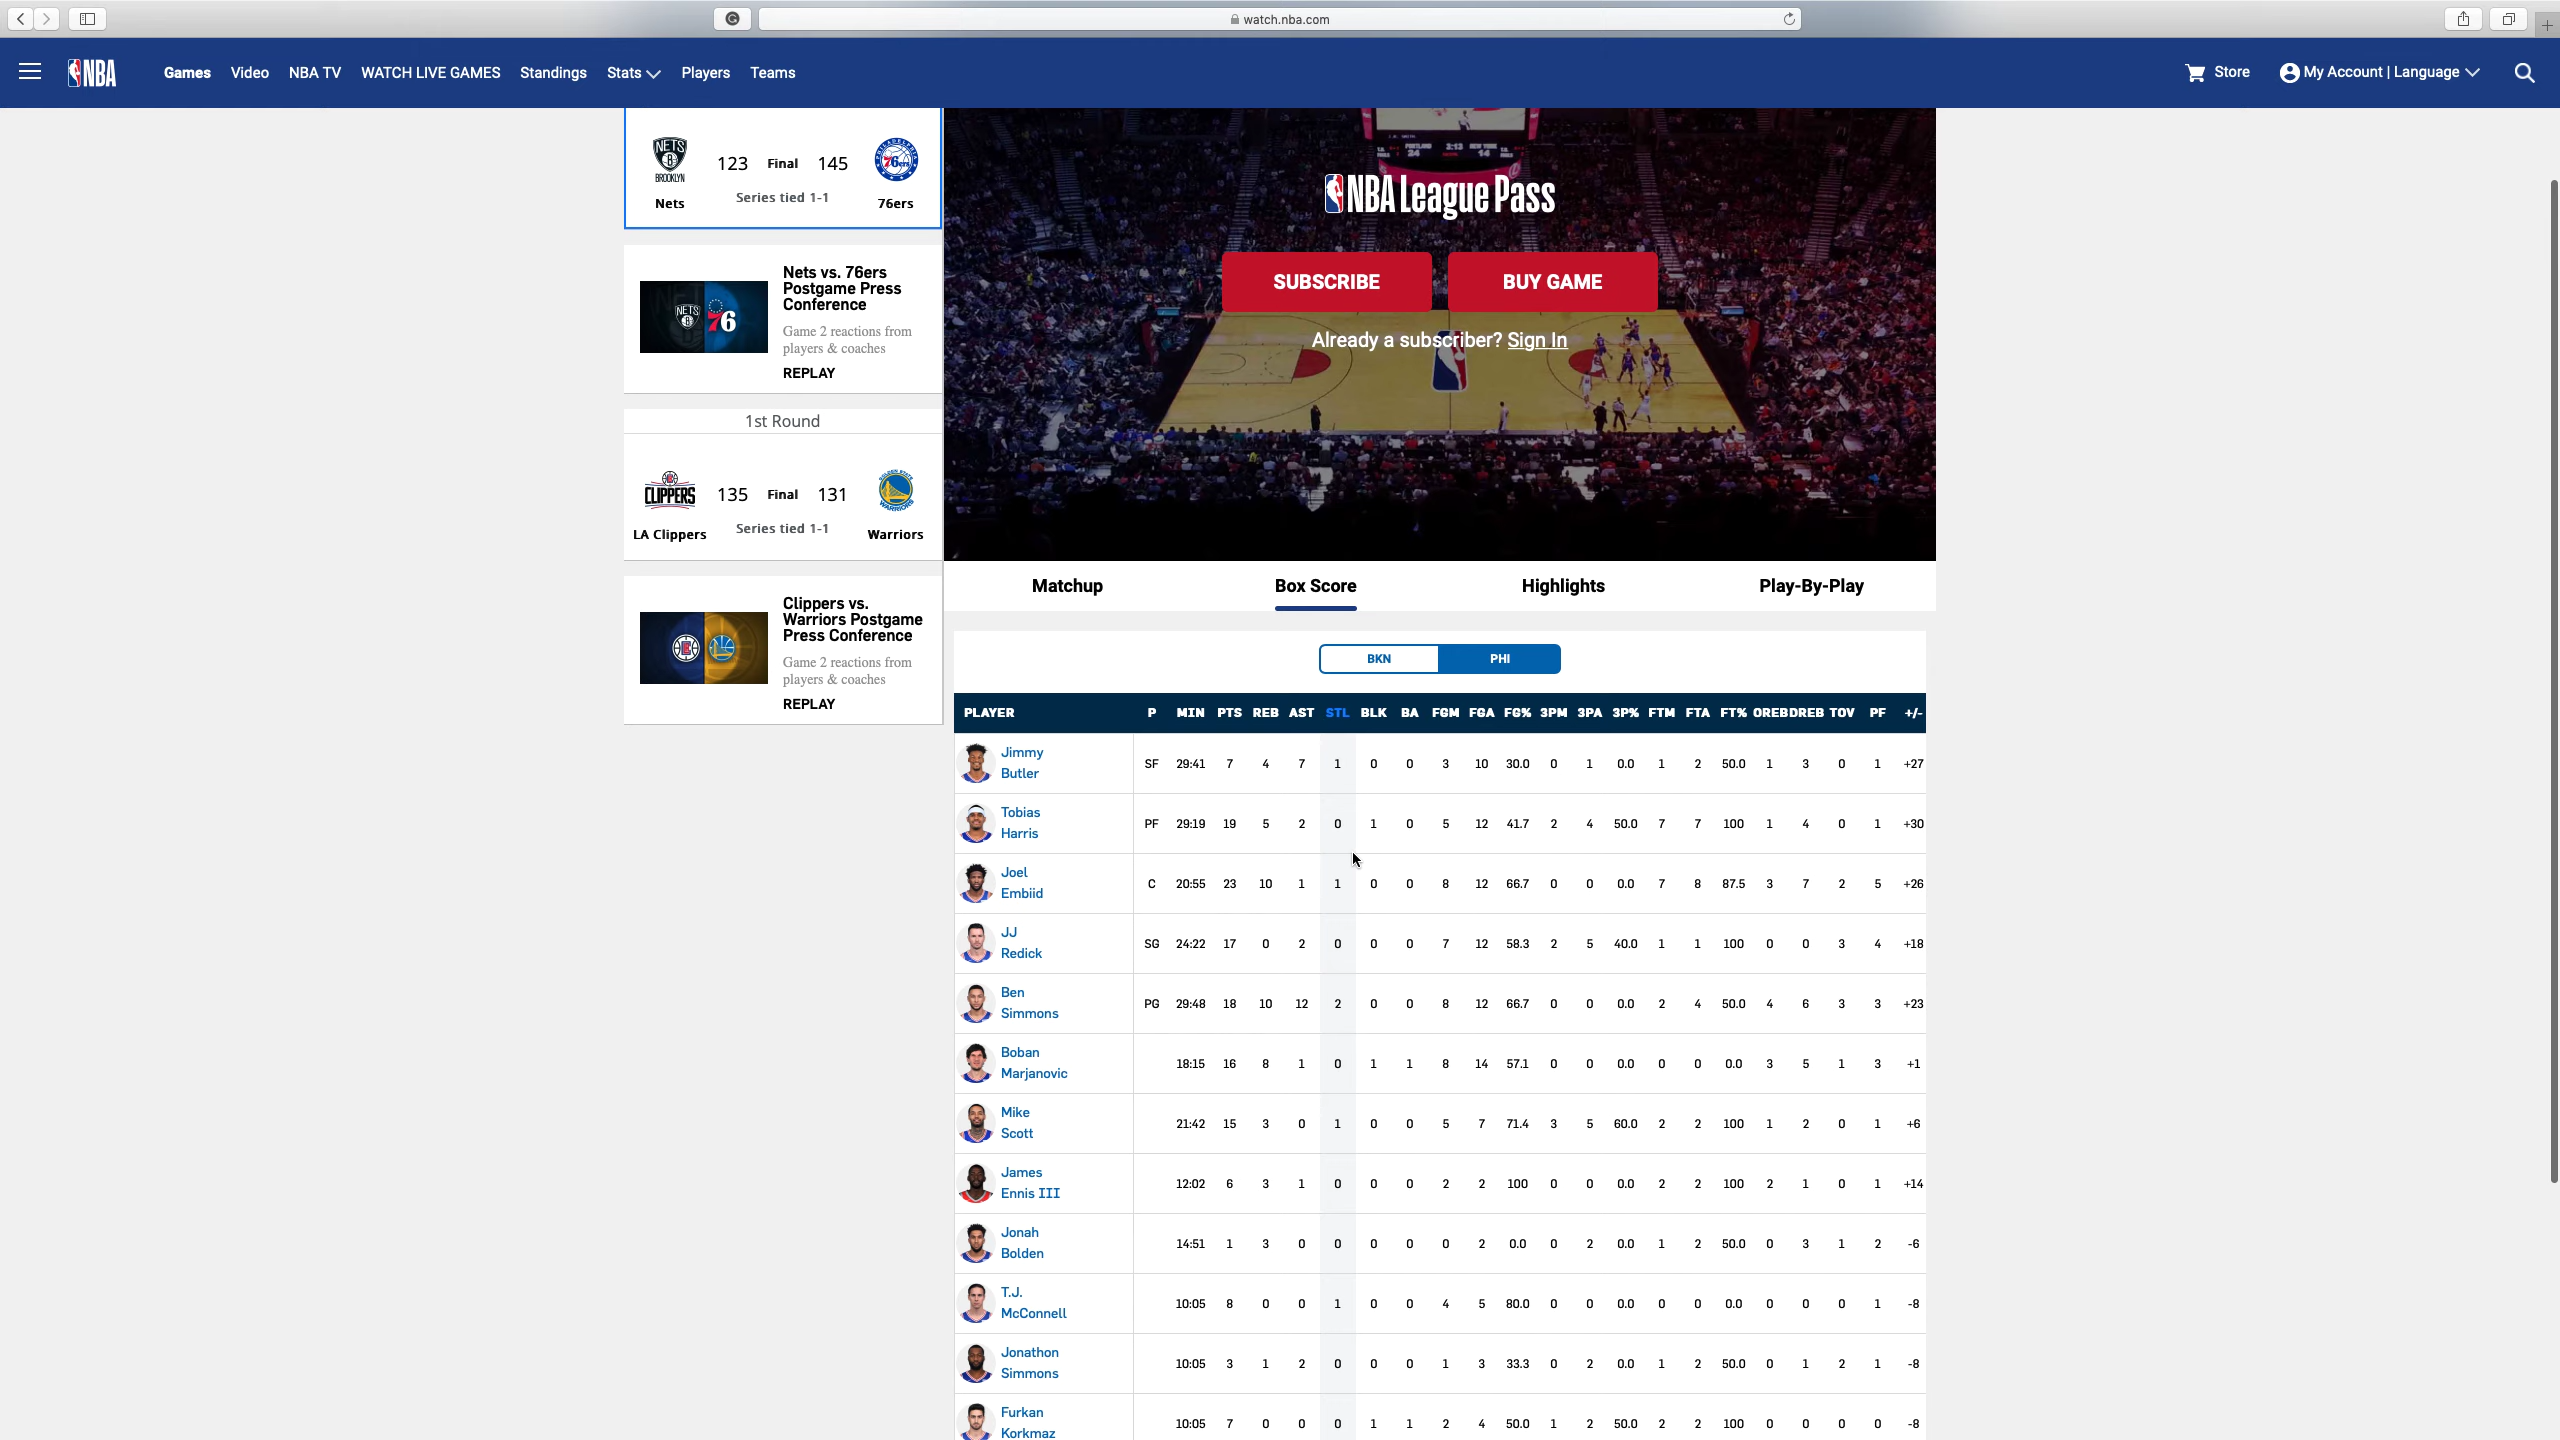 watch.nba.com
NBA
Games Video NBA TV WATCH LIVE GAMES Standings Stats Players Teams
Store My Account | Language
NETS
BROOKLYN
123 Final 145
PHILADELPHIA
76ers
Series tied 1-1
Nets 76ers
NETS 76
Nets vs. 76ers
Postgame Press
Conference
Game 2 reactions from
players & coaches
REPLAY
1st Round
CLIPPERS
135 Final 131
WARRIORS
Series tied 1-1
LA Clippers Warriors
Clippers vs.
Warriors Postgame
Press Conference
Game 2 reactions from
players & coaches
REPLAY
NBA League Pass
SUBSCRIBE BUY GAME
Already a subscriber? Sign In
Matchup Box Score Highlights Play-By-Play
BKN PHI
PLAYER P MIN PTS REB AST STL BLK BA FGM FGA FG% 3PM 3PA 3P% FTM FTA FT% OREB DREB TOV PF +/-
Jimmy
Butler SF 29:41 7 4 7 1 0 0 3 10 30.0 0 1 0.0 1 2 50.0 1 3 0 1 +27
Tobias
Harris PF 29:19 19 5 2 0 1 0 5 12 41.7 2 4 50.0 7 7 100 1 4 0 1 +30
Joel
Embiid C 20:55 23 10 1 1 0 0 8 12 66.7 0 0 0.0 7 8 87.5 3 7 2 5 +26
JJ
Redick SG 24:22 17 0 2 0 0 0 7 12 58.3 2 5 40.0 1 1 100 0 0 3 4 +18
Ben
Simmons PG 29:48 18 10 12 2 0 0 8 12 66.7 0 0 0.0 2 4 50.0 4 6 3 3 +23
Boban
Marjanovic 18:15 16 8 1 0 1 1 8 14 57.1 0 0 0.0 0 0 0.0 3 5 1 3 +1
Mike
Scott 21:42 15 3 0 1 0 0 5 7 71.4 3 5 60.0 2 2 100 1 2 0 1 +6
James
Ennis III 12:02 6 3 1 0 0 0 2 2 100 0 0 0.0 2 2 100 2 1 0 1 +14
Jonah
Bolden 14:51 1 3 0 0 0 0 0 2 0.0 0 2 0.0 1 2 50.0 0 3 1 2 -6
T.J.
McConnell 10:05 8 0 0 1 0 0 4 5 80.0 0 0 0.0 0 0 0.0 0 0 0 1 -8
Jonathon
Simmons 10:05 3 1 2 0 0 0 1 3 33.3 0 2 0.0 1 2 50.0 0 1 2 1 -8
Furkan
Korkmaz 10:05 7 0 0 0 1 1 2 4 50.0 1 2 50.0 2 2 100 0 0 0 0 -8